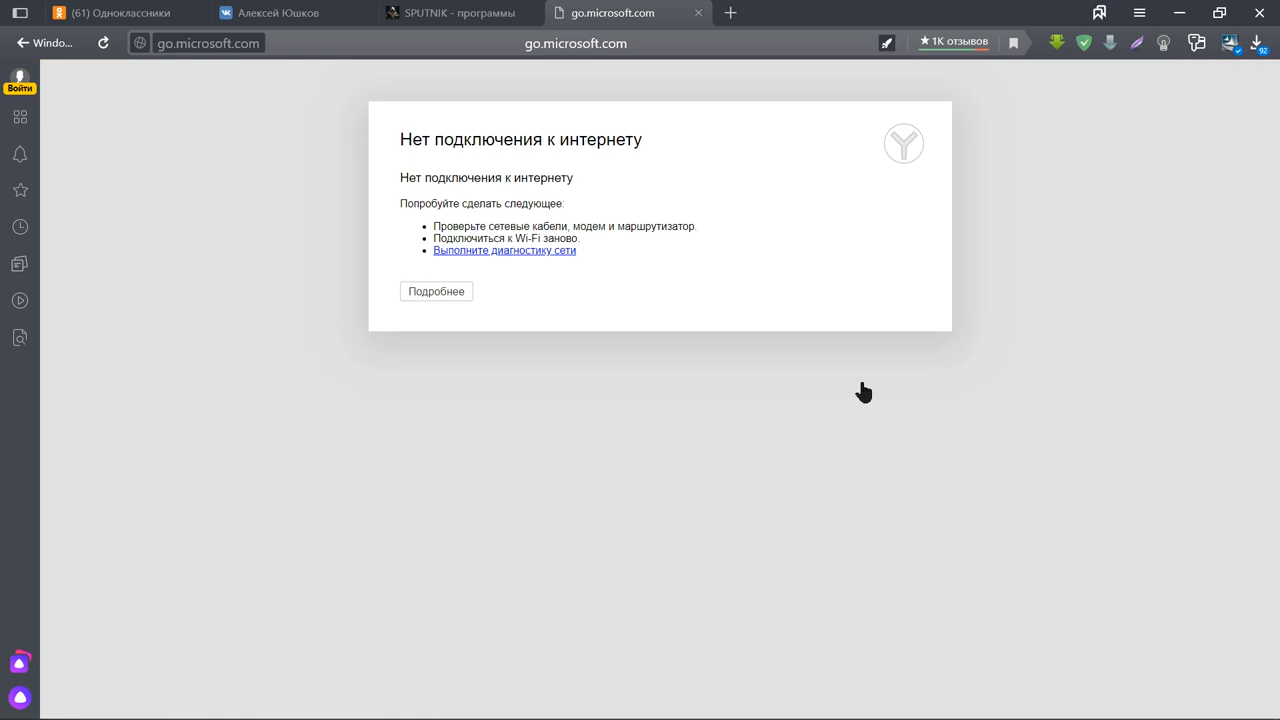 (61) Одноклассники
Алексей Юшков
SPUTNIK - программы
go.microsoft.com
Windo...
go.microsoft.com
go.microsoft.com
★ 1К отзывов
92
Войти
Нет подключения к интернету
Нет подключения к интернету
Попробуйте сделать следующее:
• Проверьте сетевые кабели, модем и маршрутизатор.
• Подключиться к Wi-Fi заново.
• Выполните диагностику сети
Подробнее